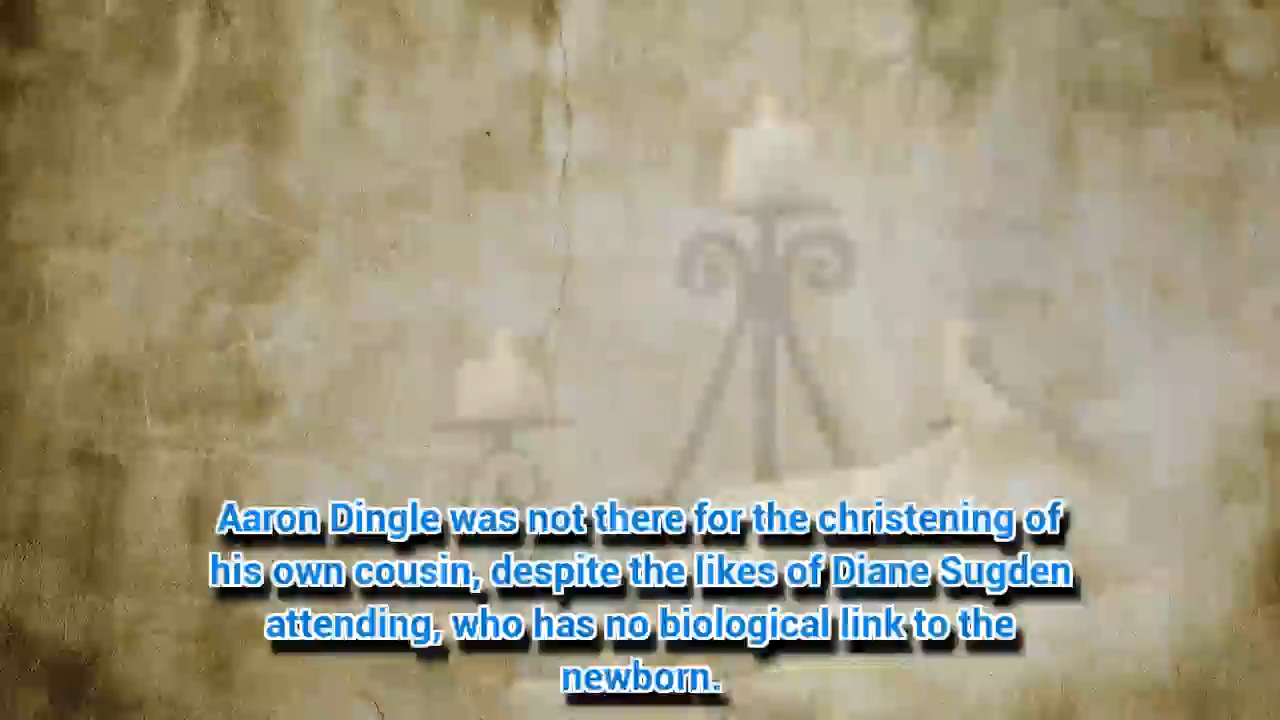 Aaron Dingle was not there for the christening of
his own cousin, despite the likes of Diane Sugden
attending, who has no biological link to the
newborn.